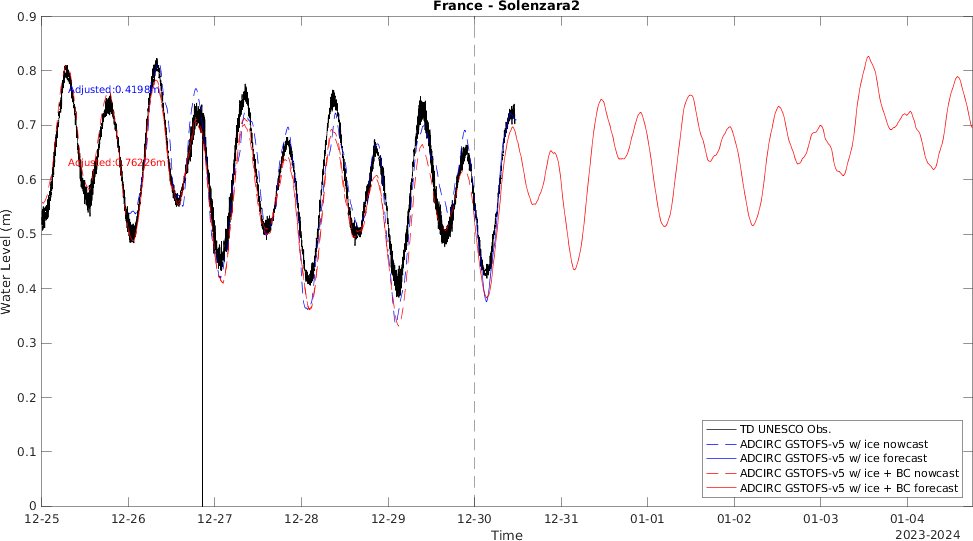 France - Solenzara2
0.9
0.8
0.7
0.6
0.5
0.4
0.3
0.2
0.1
0
Water Level (m)
Adjusted:0.4198m
Adjusted:0.76226m
TD UNESCO Obs.
ADCIRC GSTOFS-v5 w/ ice nowcast
ADCIRC GSTOFS-v5 w/ ice forecast
ADCIRC GSTOFS-v5 w/ ice + BC nowcast
ADCIRC GSTOFS-v5 w/ ice + BC forecast
12-25 12-26 12-27 12-28 12-29 12-30 12-31 01-01 01-02 01-03 01-04
Time
2023-2024